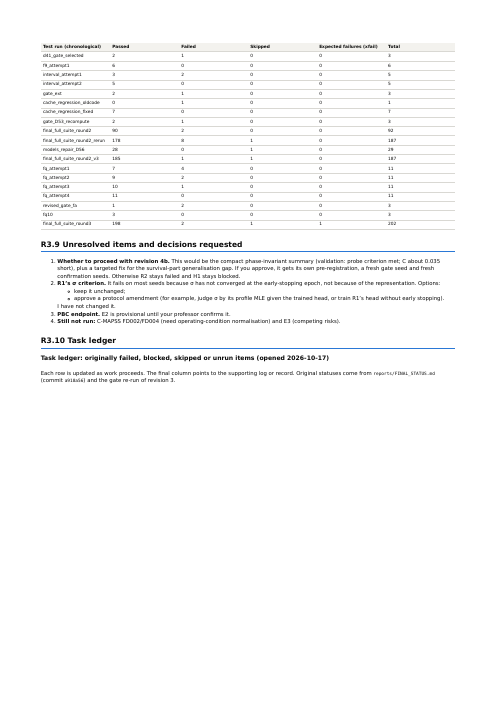 Test run (chronological) Passed Failed Skipped Expected failures (xfail) Total
d41_gate_selected 2 1 0 0 3
f9_attempt1 6 0 0 0 6
interval_attempt1 3 2 0 0 5
interval_attempt2 5 0 0 0 5
gate_ext 2 1 0 0 3
cache_regression_oldcode 0 1 0 0 1
cache_regression_fixed 7 0 0 0 7
gate_D53_recompute 2 1 0 0 3
final_full_suite_round2 90 2 0 0 92
final_full_suite_round2_rerun 178 8 1 0 187
models_repair_D56 28 0 1 0 29
final_full_suite_round2_v3 185 1 1 0 187
fq_attempt1 7 4 0 0 11
fq_attempt2 9 2 0 0 11
fq_attempt3 10 1 0 0 11
fq_attempt4 11 0 0 0 11
revised_gate_fa 1 2 0 0 3
fq10 3 0 0 0 3
final_full_suite_round3 198 2 1 1 202
R3.9 Unresolved items and decisions requested
1. Whether to proceed with revision 4b. This would be the compact phase-invariant summary (validation: probe criterion met; C about 0.035
short), plus a targeted fix for the survival-part generalisation gap. If you approve, it gets its own pre-registration, a fresh gate seed and fresh
confirmation seeds. Otherwise R2 stays failed and H1 stays blocked.
2. R1's σ criterion. It fails on most seeds because σ has not converged at the early-stopping epoch, not because of the representation. Options:
keep it unchanged;
approve a protocol amendment (for example, judge σ by its profile MLE given the trained head, or train R1's head without early stopping).
I have not changed it.
3. PBC endpoint. E2 is provisional until your professor confirms it.
4. Still not run: C-MAPSS FD002/FD004 (need operating-condition normalisation) and E3 (competing risks).
R3.10 Task ledger
Task ledger: originally failed, blocked, skipped or unrun items (opened 2026-10-17)
Each row is updated as work proceeds. The final column points to the supporting log or record. Original statuses come from reports/FINAL_STATUS.md
(commit) and the gate re-run of revision 3.